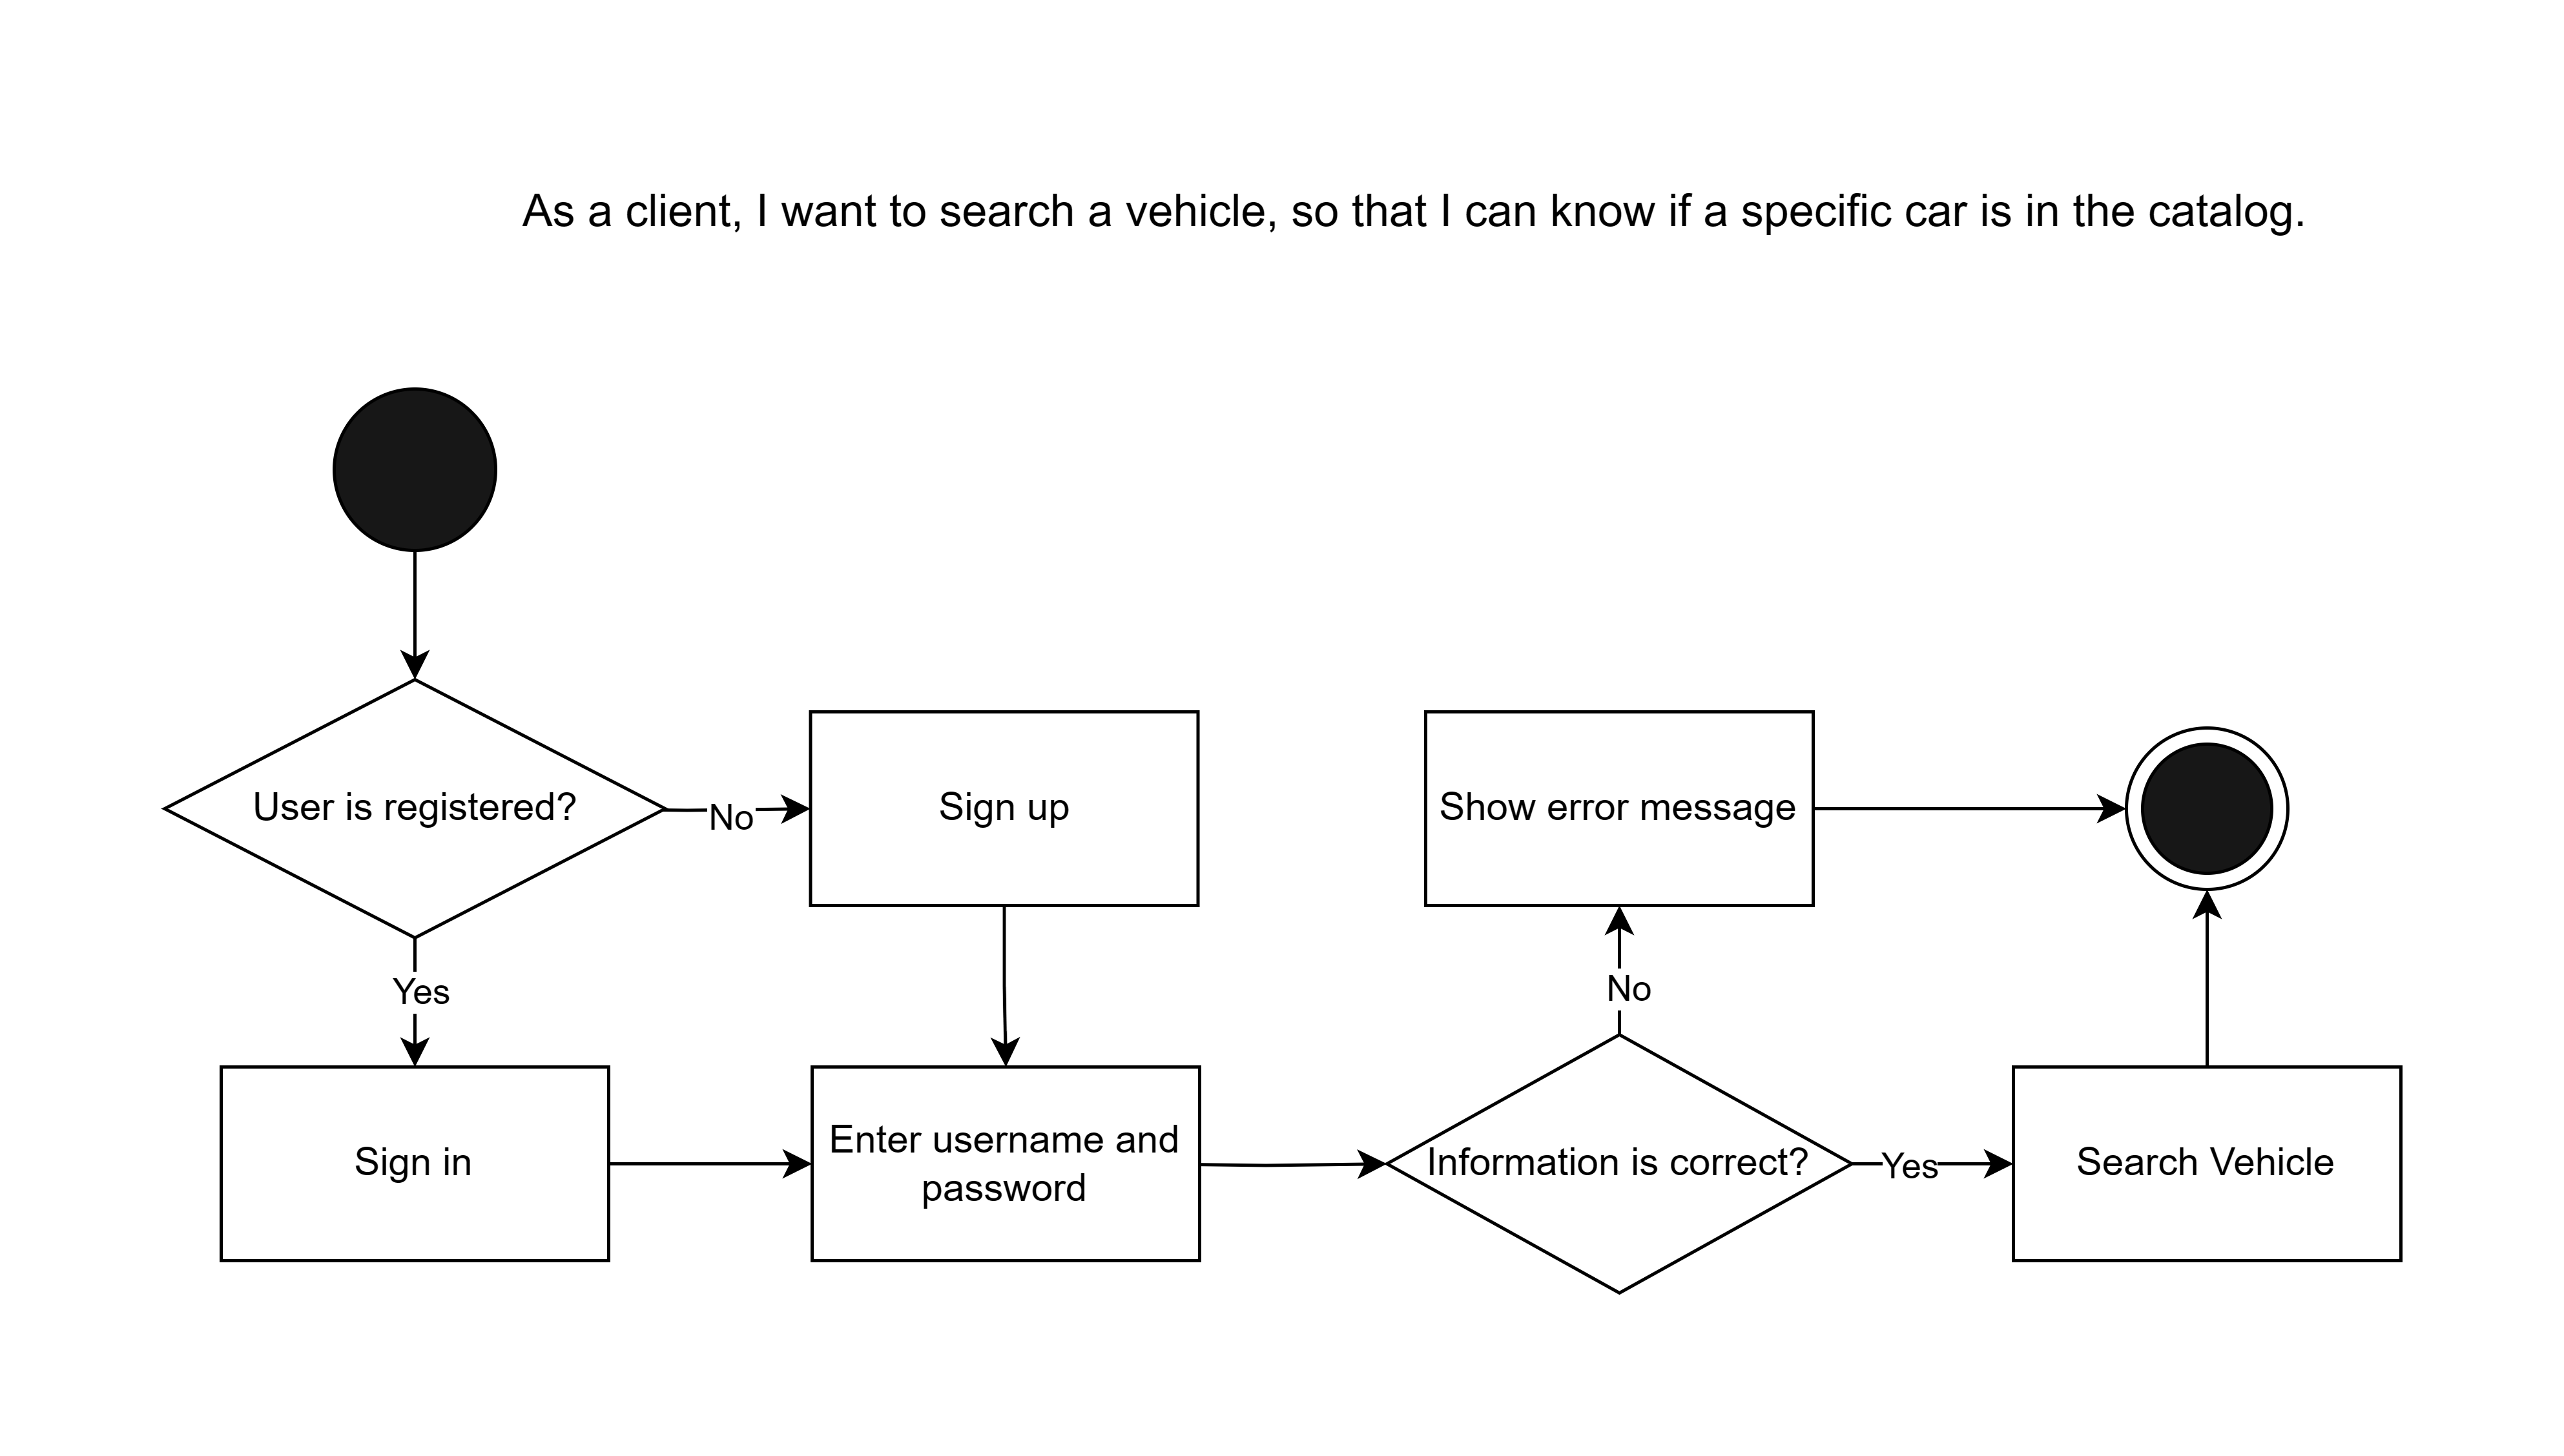 As a client, I want to search a vehicle, so that I can know if a specific car is in the catalog.
User is registered?
No
Sign up
Show error message
Yes
No
Sign in
Enter username and
password
Information is correct?
Yes
Search Vehicle